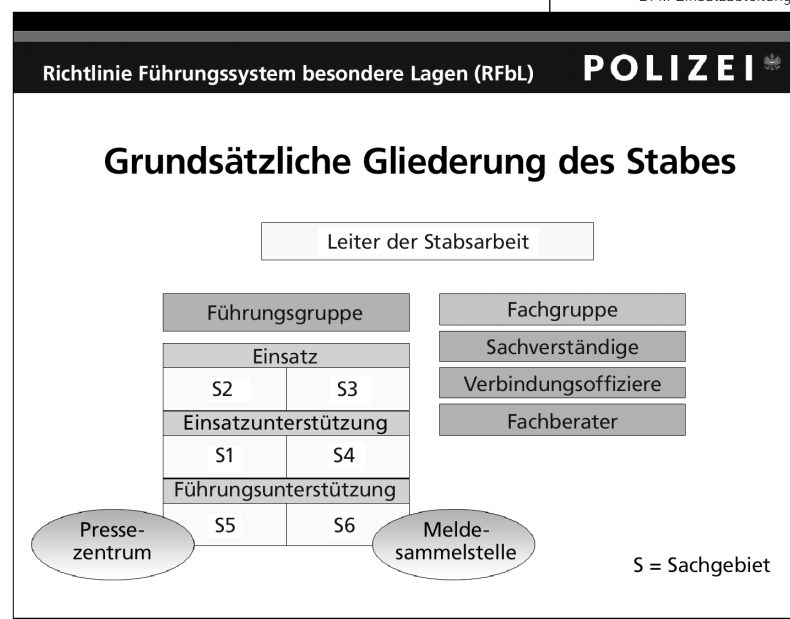 Richtlinie Führungssystem besondere Lagen (RFbL)
POLIZEI
Grundsätzliche Gliederung des Stabes
Leiter der Stabsarbeit
Führungsgruppe
Einsatz
S2 S3
Einsatzunterstützung
S1 S4
Führungsunterstützung
S5 S6
Presse-
zentrum
Melde-
sammelstelle
Fachgruppe
Sachverständige
Verbindungsoffiziere
Fachberater
S = Sachgebiet